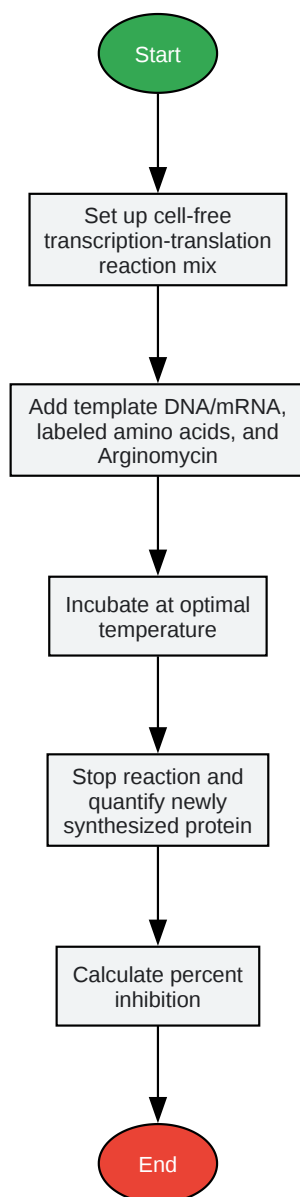 Start
Set up cell-free
transcription-translation
reaction mix
Add template DNA/mRNA,
labeled amino acids, and
Arginomycin
Incubate at optimal
temperature
Stop reaction and
quantify newly
synthesized protein
Calculate percent
inhibition
End